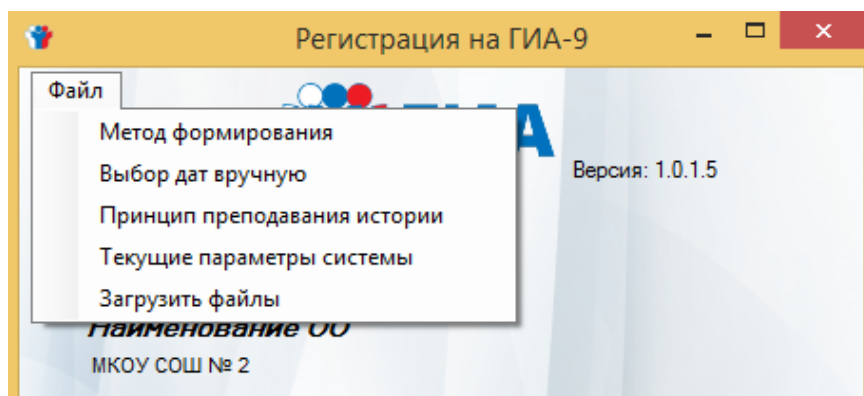 Регистрация на ГИА-9
Файл
Метод формирования
Выбор дат вручную
Версия: 1.0.1.5
Принцип преподавания истории
Текущие параметры системы
Загрузить файлы
Наименование ОО
МКОУ СОШ № 2